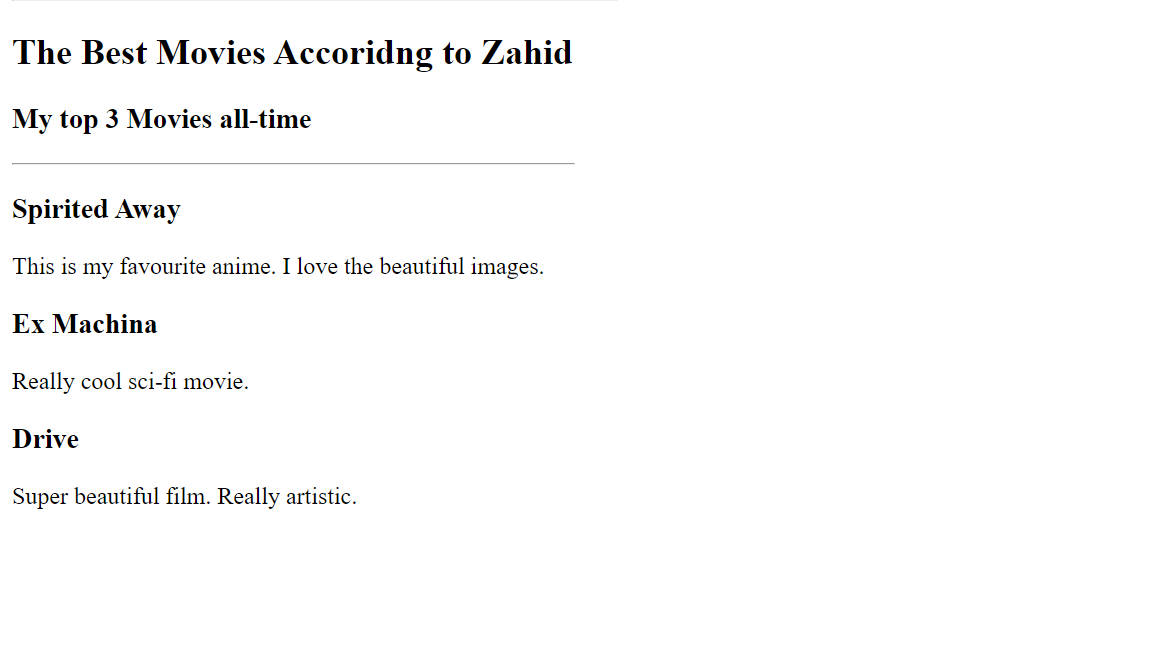 The Best Movies Accoridng to Zahid
My top 3 Movies all-time
Spirited Away
This is my favourite anime. I love the beautiful images.
Ex Machina
Really cool sci-fi movie.
Drive
Super beautiful film. Really artistic.